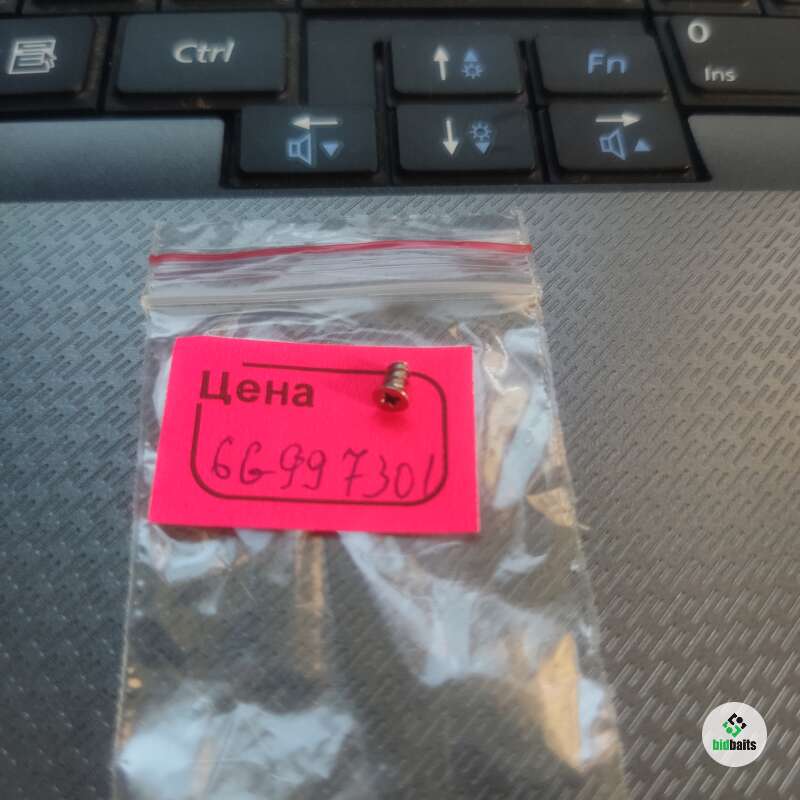 Ctrl
Fn
0
Ins
Цена
6G997301
bidbaits